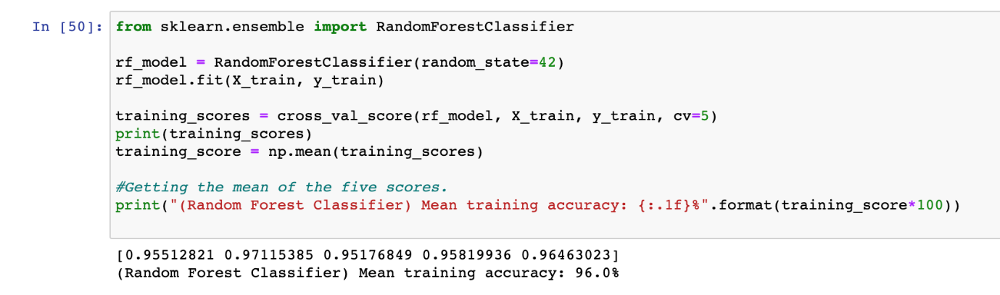 In [50]: from sklearn.ensemble import RandomForestClassifier
rf_model = RandomForestClassifier(random_state=42)
rf_model.fit(X_train, y_train)
training_scores = cross_val_score(rf_model, X_train, y_train, cv=5)
print(training_scores)
training_score = np.mean(training_scores)
#Getting the mean of the five scores.
print("(Random Forest Classifier) Mean training accuracy: {:.1f}%".format(training_score*100))
[0.95512821 0.97115385 0.95176849 0.95819936 0.96463023]
(Random Forest Classifier) Mean training accuracy: 96.0%